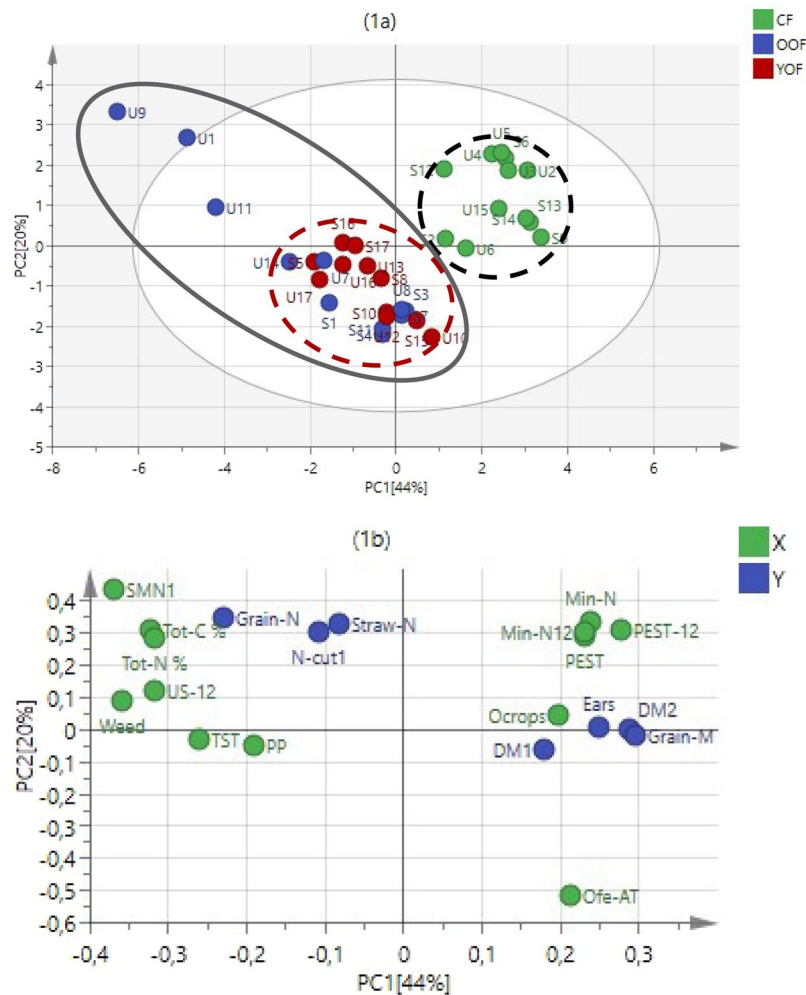 (1a)
CF
OOF
YOF
PC2[20%]
4
3
2
1
0
-1
-2
-3
-4
-5
U9
U1
U11
U5
S6
U4
S12
U3
U2
U15
S13
S14
S2
S9
U6
S16
S17
U14
S5
U7
U13
U16
S8
U17
U8
S3
S1
S10
S11
S4
U12
S15
U10
-8
-6
-4
-2
0
2
4
6
PC1[44%]
(1b)
X
Y
PC2[20%]
0,4
0,3
0,2
0,1
0
-0,1
-0,2
-0,3
-0,4
-0,5
-0,6
SMN1
Tot-C %
Grain-N
Straw-N
Tot-N %
N-cut1
US-12
Weed
TST
PP
Min-N
Min-N12
PEST-12
PEST
Ocrops
Ears
DM2
Grain-M
DM1
Ofe-AT
-0,4
-0,3
-0,2
-0,1
0
0,1
0,2
0,3
PC1[44%]